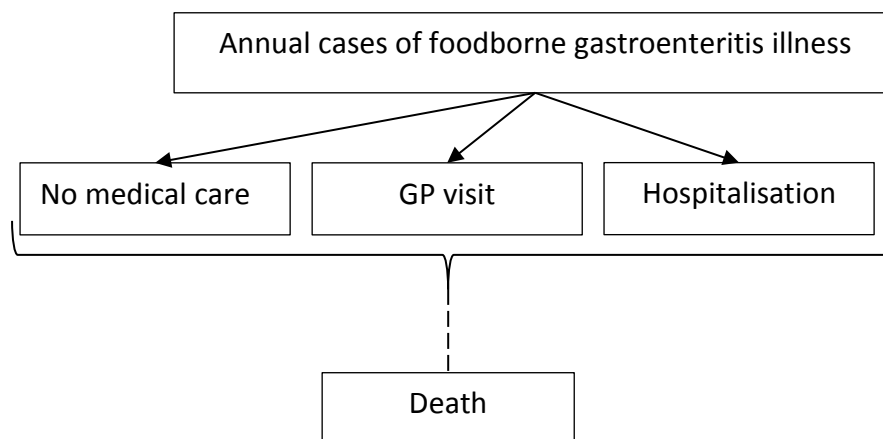 Annual cases of foodborne gastroenteritis illness
No medical care
GP visit
Hospitalisation
Death